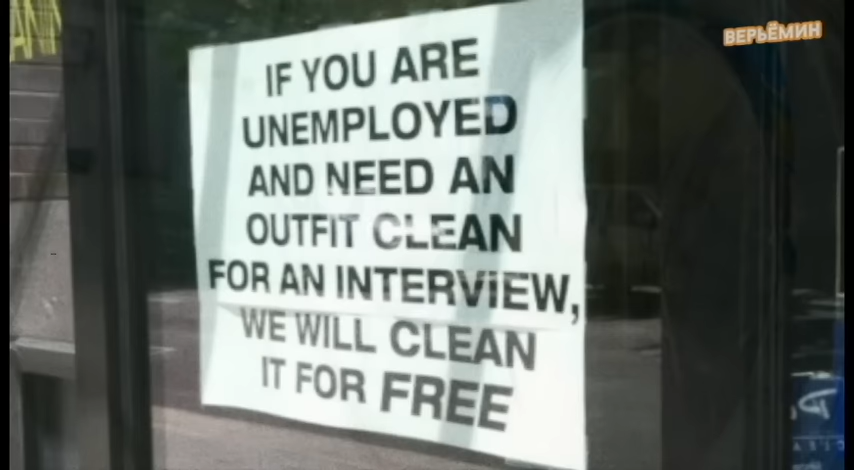 ВЕРЬЁМИН
IF YOU ARE
UNEMPLOYED
AND NEED AN
OUTFIT CLEAN
FOR AN INTERVIEW,
WE WILL CLEAN
IT FOR FREE